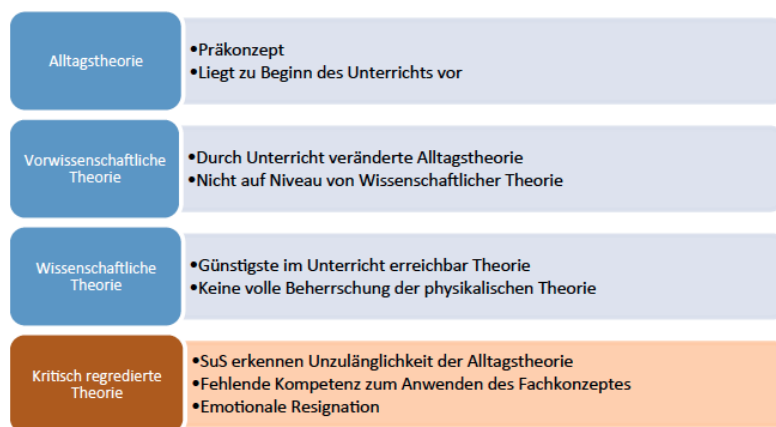 Alltagstheorie
•Präkonzept
•Liegt zu Beginn des Unterrichts vor
Vorwissenschaftliche
Theorie
•Durch Unterricht veränderte Alltagstheorie
•Nicht auf Niveau von Wissenschaftlicher Theorie
Wissenschaftliche
Theorie
•Günstigste im Unterricht erreichbar Theorie
•Keine volle Beherrschung der physikalischen Theorie
Kritisch regredierte
Theorie
•SuS erkennen Unzulänglichkeit der Alltagstheorie
•Fehlende Kompetenz zum Anwenden des Fachkonzeptes
•Emotionale Resignation